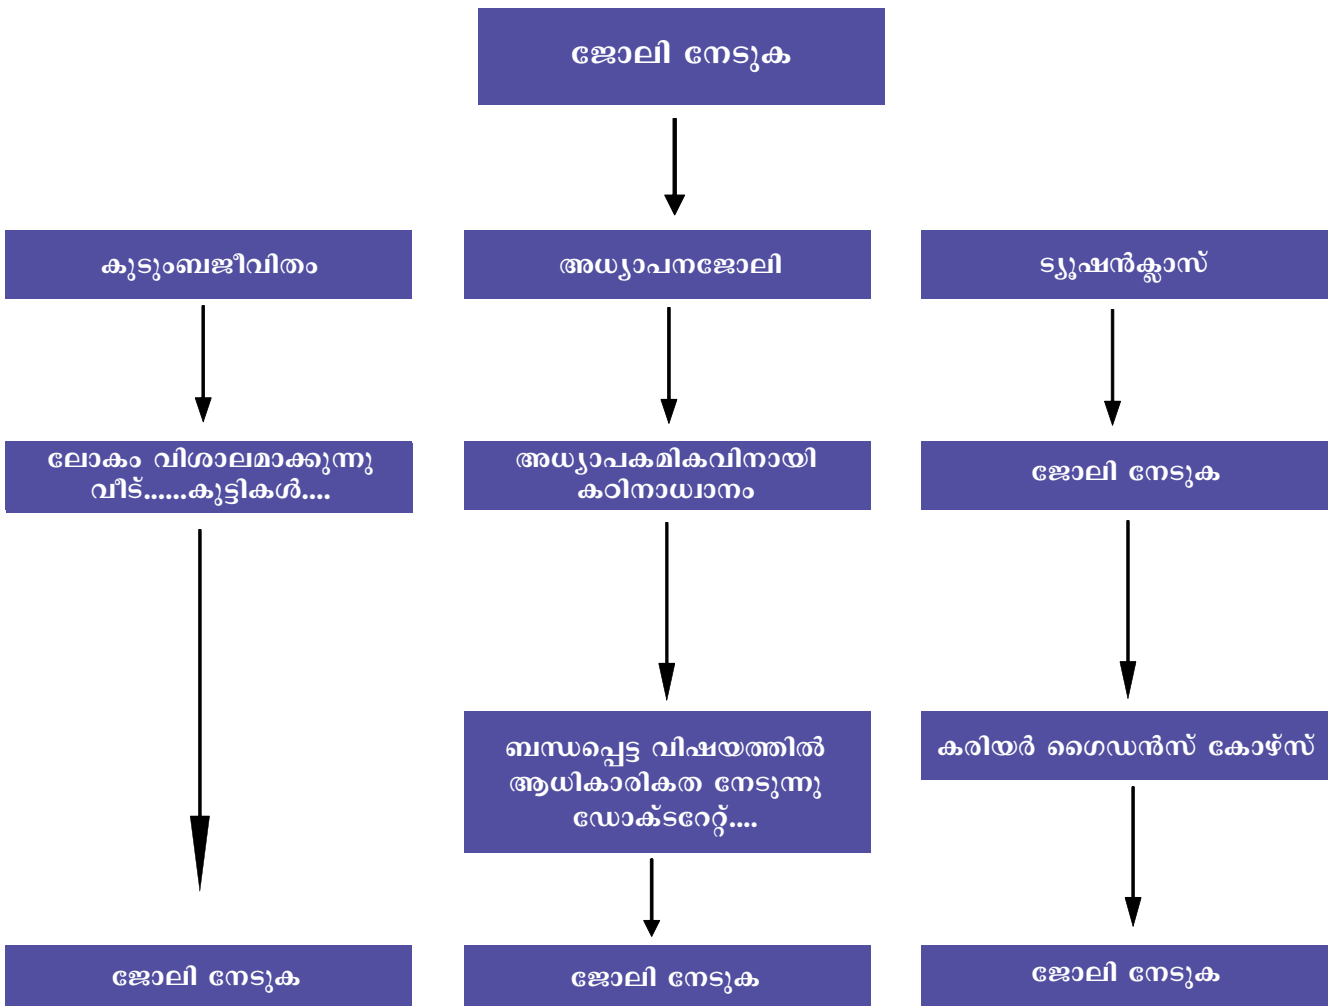 ജോലി നേടുക
കുടുംബജീവിതം
അധ്യാപനജോലി
ട്യൂഷൻക്ലാസ്
ലോകം വിശാലമാക്കുന്നു
വീട്......കുട്ടികൾ....
അധ്യാപകമികവിനായി
കഠിനാധ്വാനം
ജോലി നേടുക
ബന്ധപ്പെട്ട വിഷയത്തിൽ
ആധികാരികത നേടുന്നു
ഡോക്ടറേറ്റ്....
കരിയർ ഗൈഡൻസ് കോഴ്സ്
ജോലി നേടുക
ജോലി നേടുക
ജോലി നേടുക